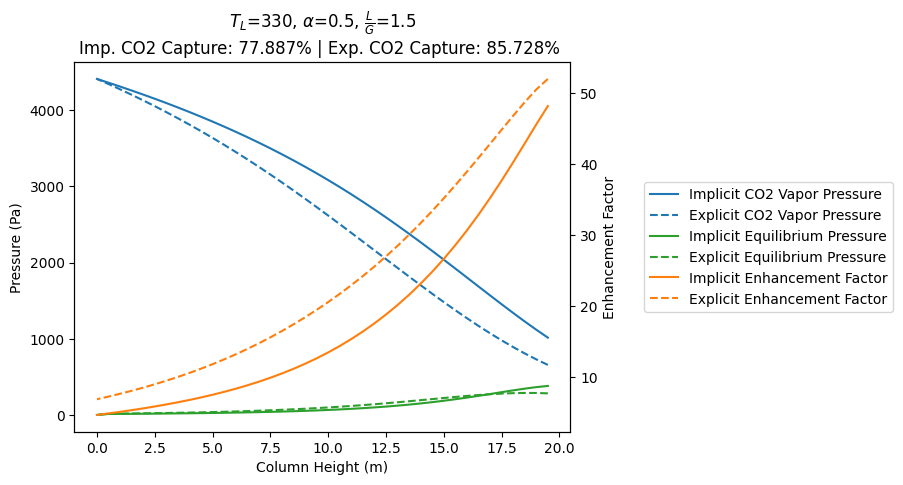 T_L=330, α=0.5, L/G=1.5
Imp. CO2 Capture: 77.887% | Exp. CO2 Capture: 85.728%
Pressure (Pa)
4000
3000
2000
1000
0
0.0 2.5 5.0 7.5 10.0 12.5 15.0 17.5 20.0
Column Height (m)
50
40
30
20
10
Enhancement Factor
Implicit CO2 Vapor Pressure
Explicit CO2 Vapor Pressure
Implicit Equilibrium Pressure
Explicit Equilibrium Pressure
Implicit Enhancement Factor
Explicit Enhancement Factor